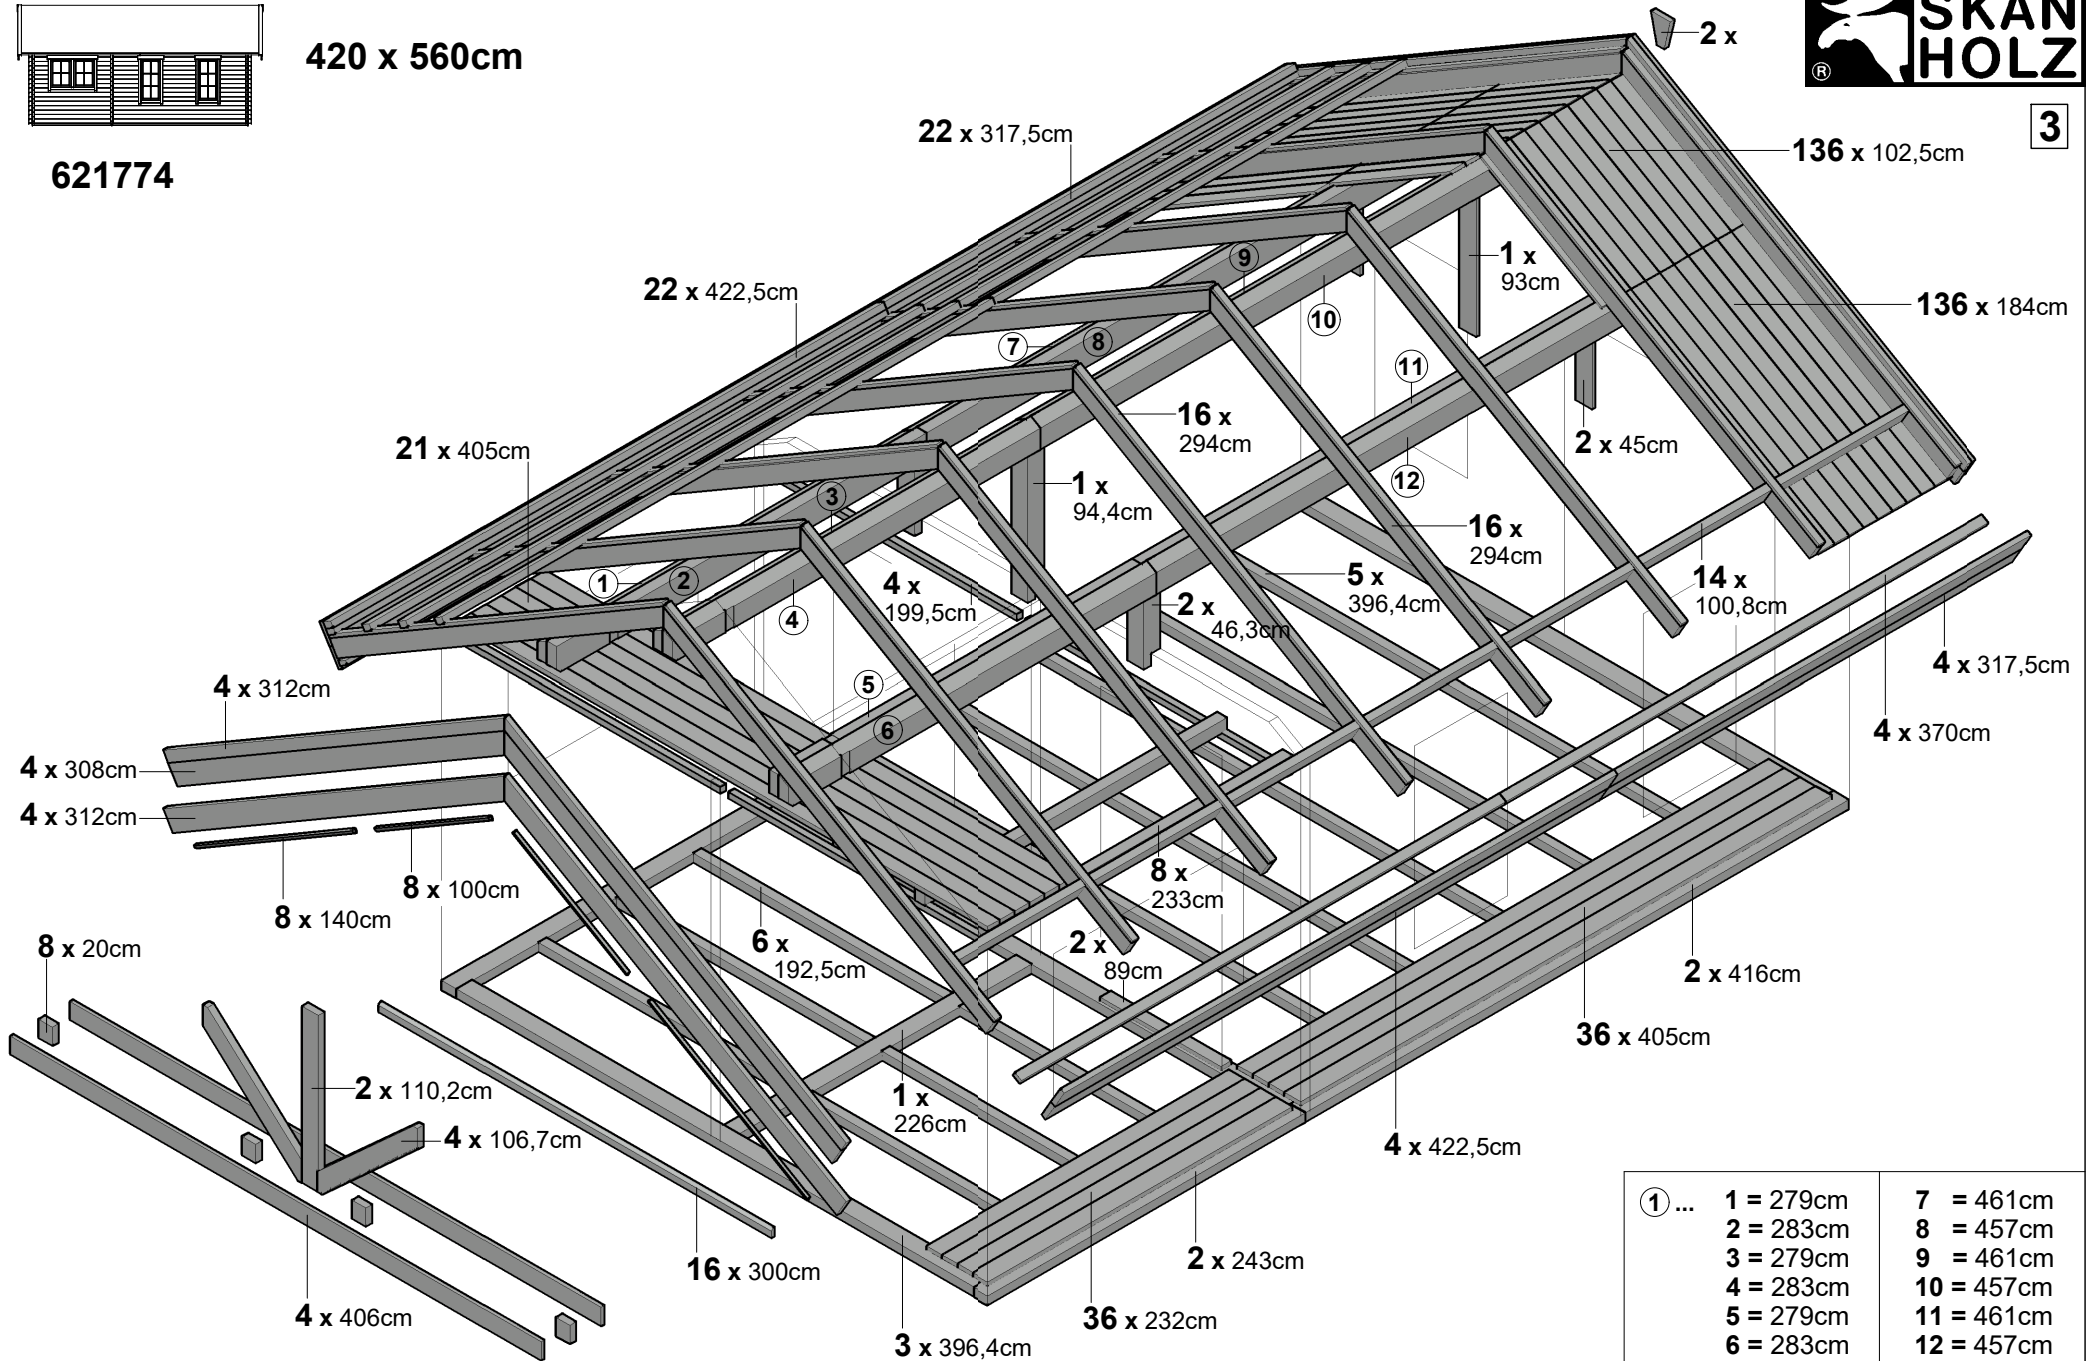 420 x 560cm
621774
2 x
SKAN
HOLZ
®
3
22 x 317,5cm
136 x 102,5cm
1 x
93cm
9
22 x 422,5cm
136 x 184cm
10
7
8
11
16 x
294cm
2 x 45cm
21 x 405cm
12
1 x
94,4cm
3
16 x
294cm
1
2
4
4 x
199,5cm
5 x
396,4cm
14 x
100,8cm
2 x
46,3cm
4 x 317,5cm
4 x 312cm
5
6
4 x 370cm
4 x 308cm
4 x 312cm
8 x 100cm
8 x
233cm
8 x 140cm
8 x 20cm
6 x
192,5cm
2 x
89cm
2 x 416cm
36 x 405cm
2 x 110,2cm
1 x
226cm
4 x 106,7cm
4 x 422,5cm
16 x 300cm
2 x 243cm
4 x 406cm
36 x 232cm
3 x 396,4cm
1 ... 1 = 279cm 7 = 461cm
2 = 283cm 8 = 457cm
3 = 279cm 9 = 461cm
4 = 283cm 10 = 457cm
5 = 279cm 11 = 461cm
6 = 283cm 12 = 457cm